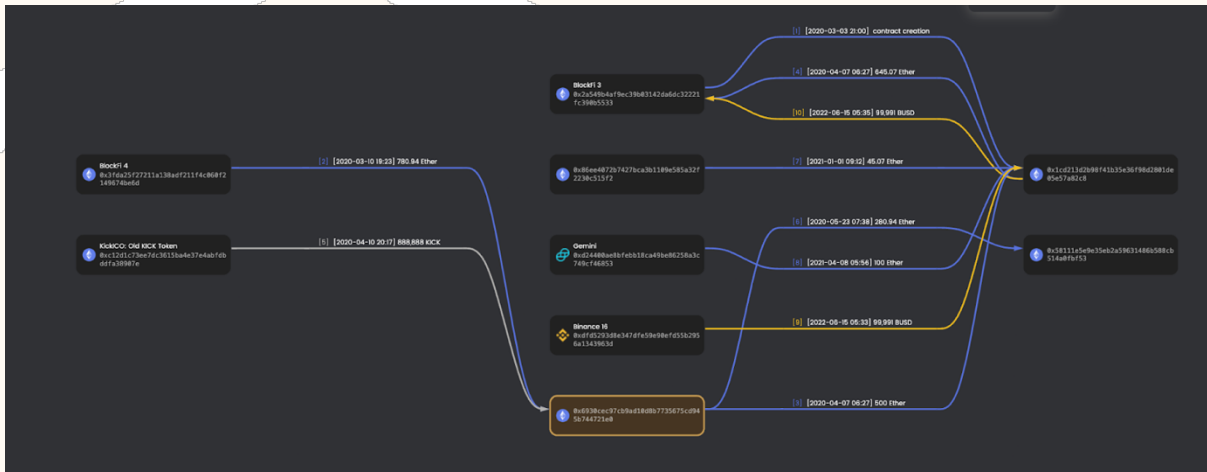 [1] [2020-03-03 21:00] contract creation
BlockFi 3
0x2a549b4af9ec39b03142da6dc32221
fc390b5533
[4] [2020-04-07 06:27] 645.07 Ether
[10] [2022-06-15 05:35] 99,991 BUSD
BlockFi 4
0x3fda25f27211a138adf211f4c060f2
149674be6d
[2] [2020-03-10 19:23] 780.94 Ether
0x86ee4072b7427bca3b1109e585a32f
2230c515f2
[7] [2021-01-01 09:12] 45.07 Ether
0x1cd213d2b98f41b35e36f98d2801de
05e57a82c8
KickICO: Old KICK Token
0xc12d1c73ee7dc3615ba4e37e4abfdb
ddfa38907e
[5] [2020-04-10 20:17] 888,888 KICK
Gemini
0xd24400ae8bfebb18ca49be86258a3c
749cf46853
[6] [2020-05-23 07:38] 280.94 Ether
[8] [2021-04-08 05:56] 100 Ether
0x58111e5e9e35eb2a59631486b588cb
514a0fbf53
Binance 16
0xdfd5293d8e347dfe59e90efd55b295
6a1343963d
[9] [2022-06-15 05:33] 99,991 BUSD
0x6930cec97cb9ad10d8b7735675cd94
5b744721e0
[3] [2020-04-07 06:27] 500 Ether